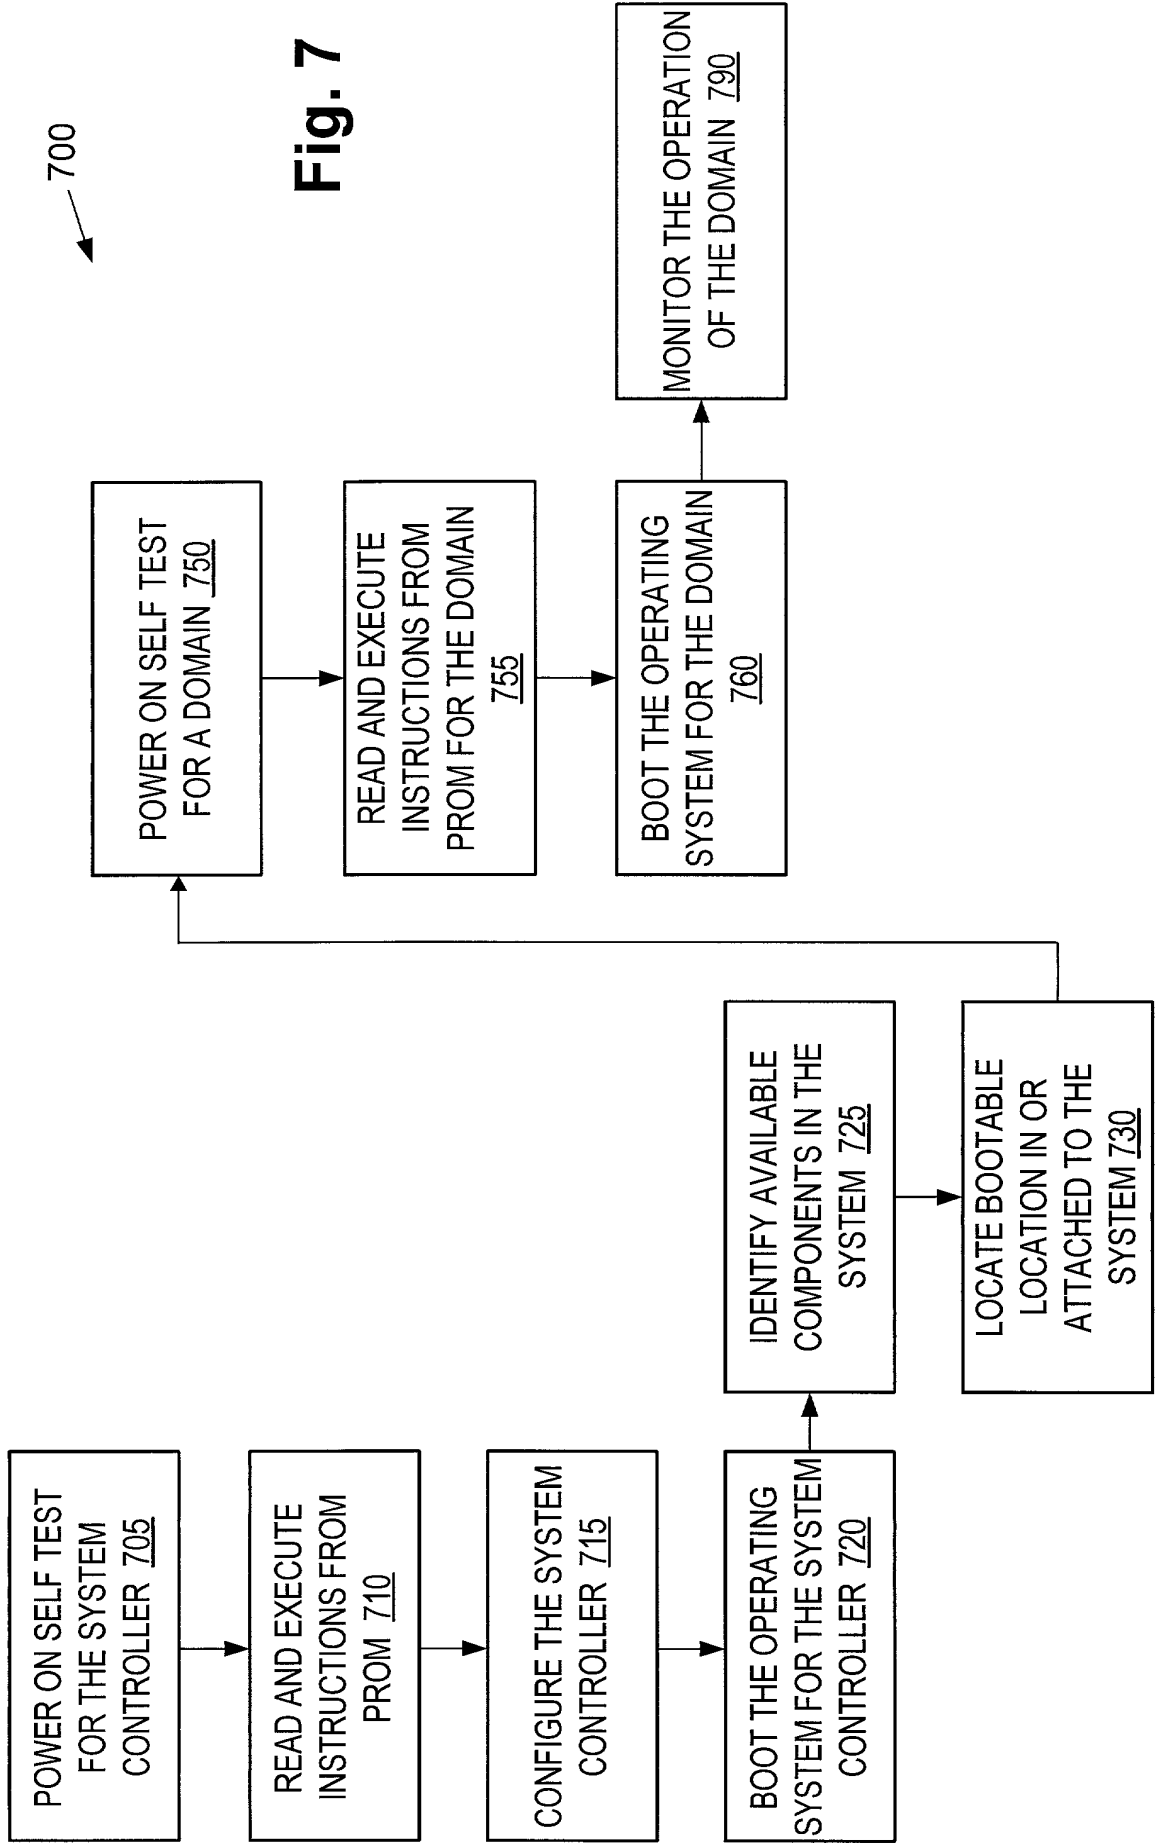 700
Fig. 7
POWER ON SELF TEST
FOR THE SYSTEM
CONTROLLER 705
READ AND EXECUTE
INSTRUCTIONS FROM
PROM 710
CONFIGURE THE SYSTEM
CONTROLLER 715
BOOT THE OPERATING
SYSTEM FOR THE SYSTEM
CONTROLLER 720
IDENTIFY AVAILABLE
COMPONENTS IN THE
SYSTEM 725
LOCATE BOOTABLE
LOCATION IN OR
ATTACHED TO THE
SYSTEM 730
POWER ON SELF TEST
FOR A DOMAIN 750
READ AND EXECUTE
INSTRUCTIONS FROM
PROM FOR THE DOMAIN
755
BOOT THE OPERATING
SYSTEM FOR THE DOMAIN
760
MONITOR THE OPERATION
OF THE DOMAIN 790